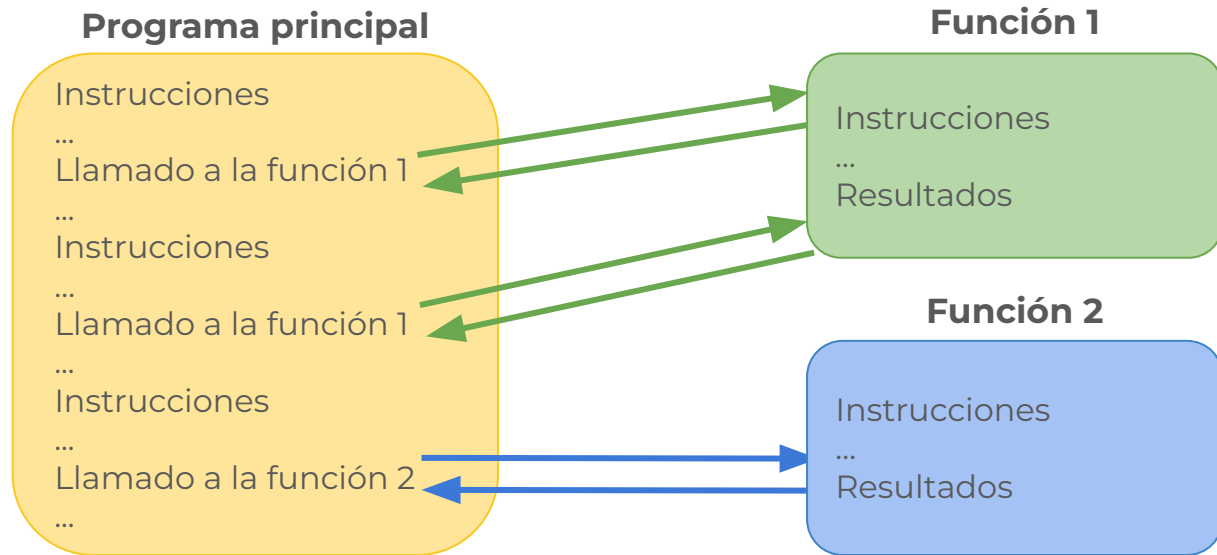 Programa principal
Instrucciones
...
Llamado a la función 1
...
Instrucciones
...
Llamado a la función 1
...
Instrucciones
...
Llamado a la función 2
...
Función 1
Instrucciones
...
Resultados
Función 2
Instrucciones
...
Resultados